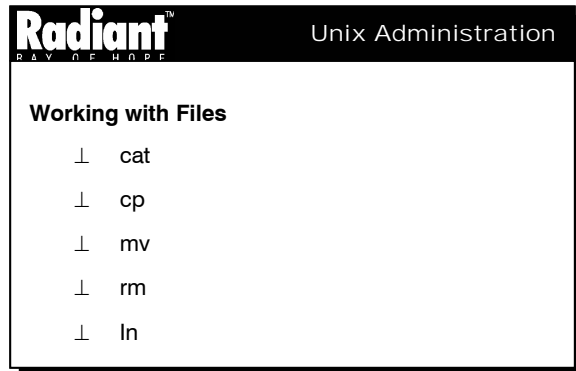 Radiant™
RAY OF HOPE
Unix Administration
Working with Files
⊥ cat
⊥ cp
⊥ mv
⊥ rm
⊥ ln